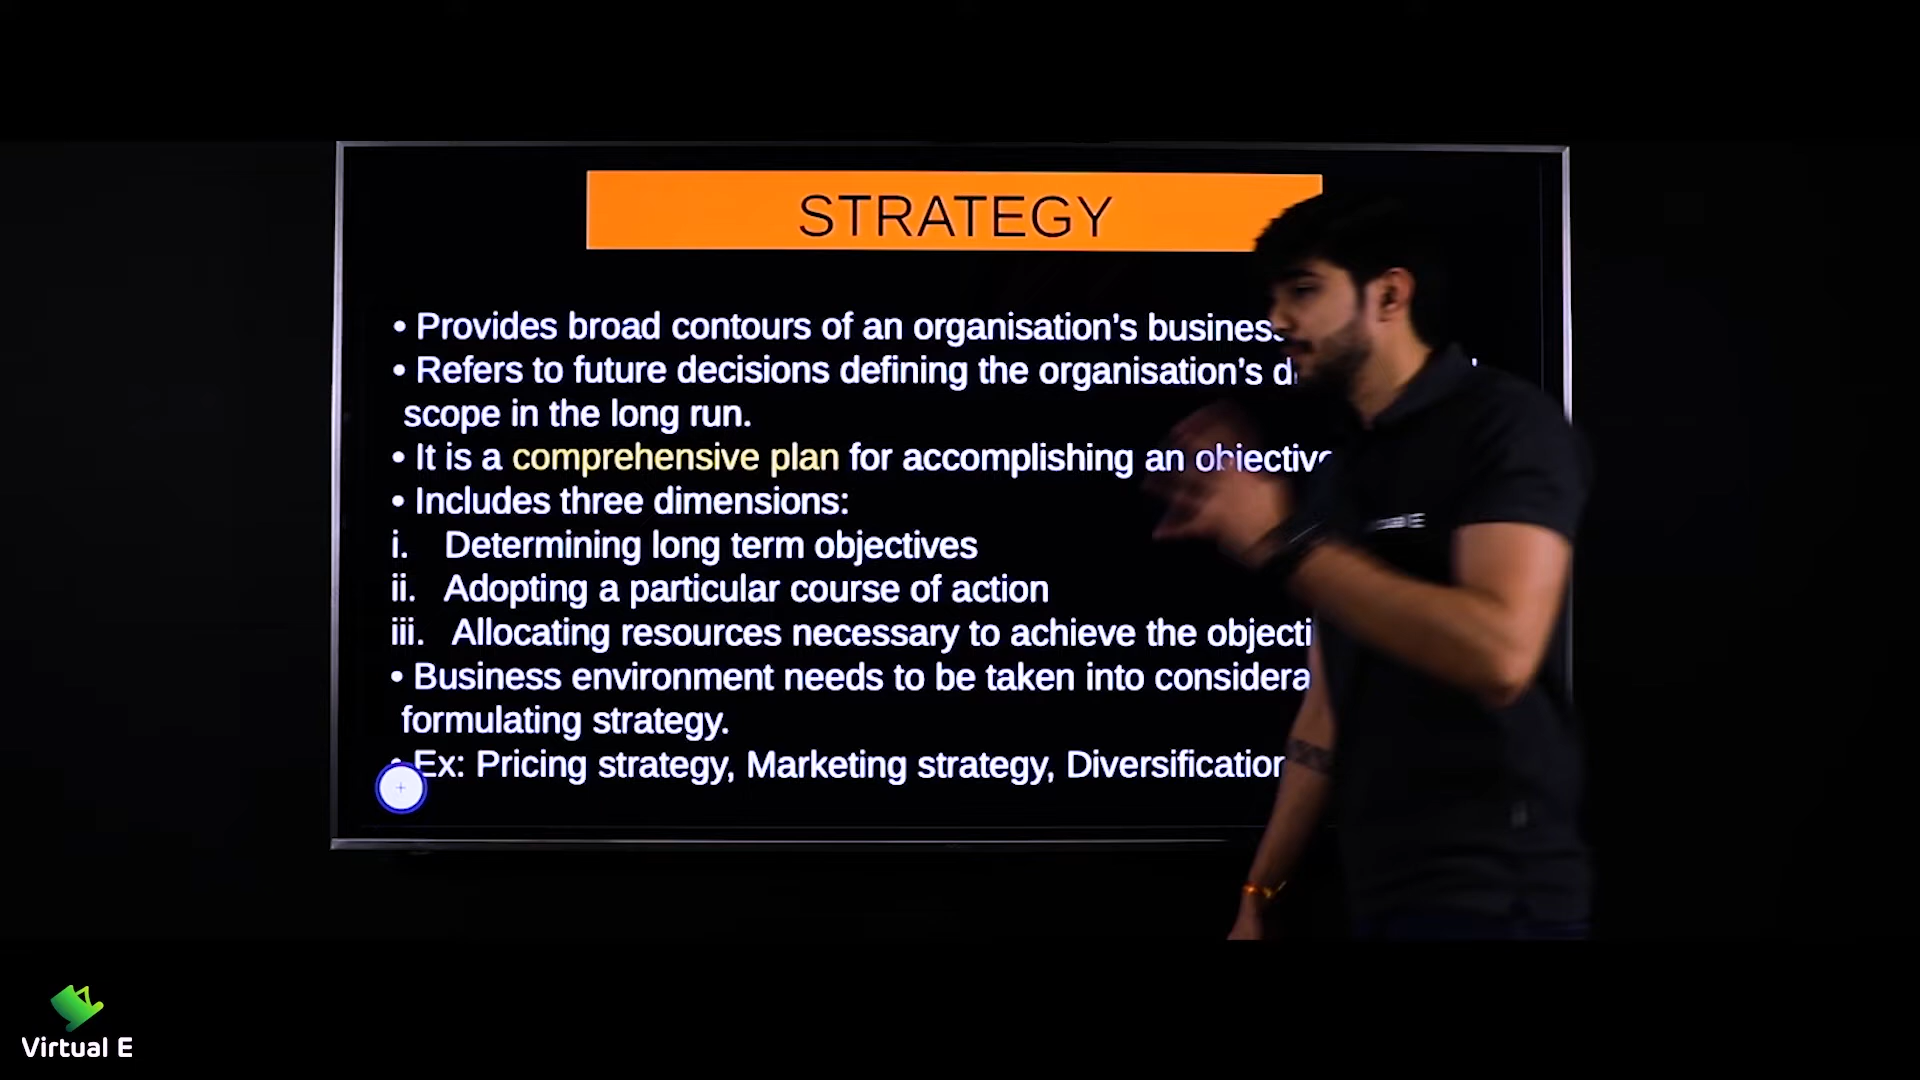 STRATEGY
• Provides broad contours of an organisation's
• Refers to future decisions defining the organisation's
scope in the long run.
• It is a comprehensive plan for accomplishing an objective
• Includes three dimensions:
i. Determining long term objectives
ii. Adopting a particular course of action
iii. Allocating resources necessary to achieve the
• Business environment needs to be taken into
formulating strategy.
• Ex: Pricing strategy, Marketing strategy, Diversification
Virtual E